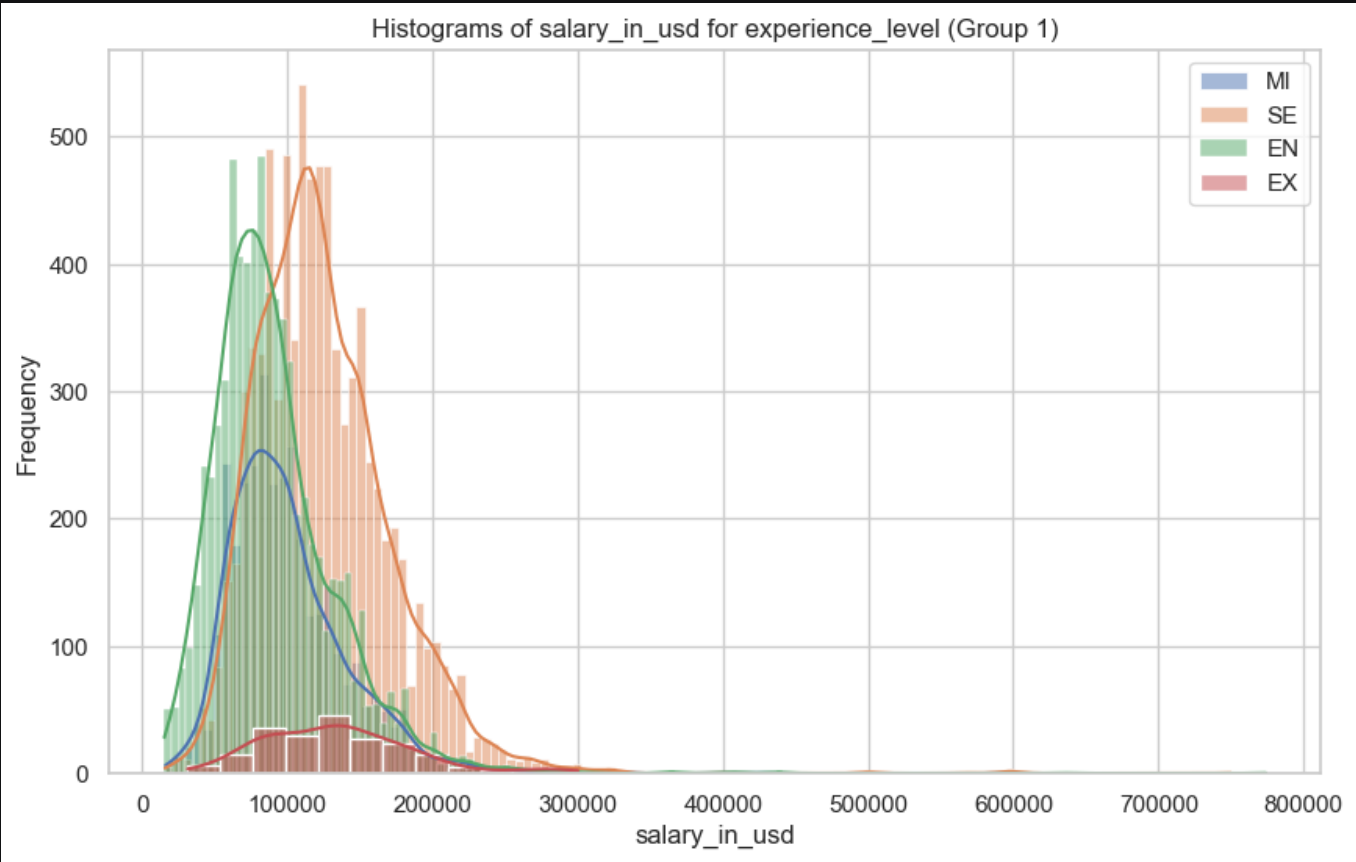 Histograms of salary_in_usd for experience_level (Group 1)
MI
SE
EN
EX
500
400
300
200
100
0
Frequency
0 100000 200000 300000 400000 500000 600000 700000 800000
salary_in_usd